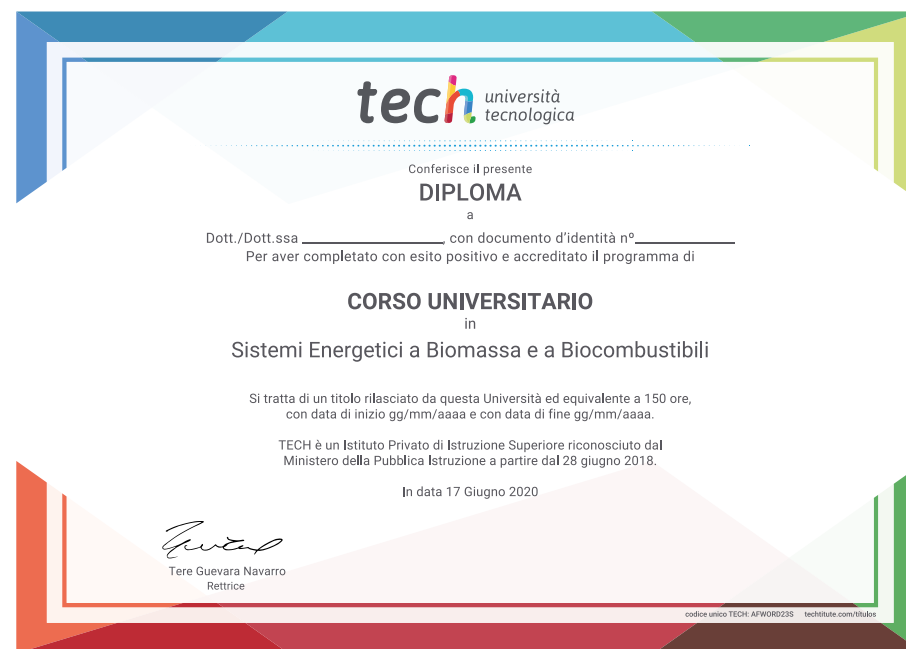 tech università
tecnologica
Conferisce il presente
DIPLOMA
a
Dott./Dott.ssa ____________, con documento d'identità nº____________
Per aver completato con esito positivo e accreditato il programma di
CORSO UNIVERSITARIO
in
Sistemi Energetici a Biomassa e a Biocombustibili
Si tratta di un titolo rilasciato da questa Università ed equivalente a 150 ore,
con data di inizio gg/mm/aaaa e con data di fine gg/mm/aaaa.
TECH è un Istituto Privato di Istruzione Superiore riconosciuto dal
Ministero della Pubblica Istruzione a partire dal 28 giugno 2018.
In data 17 Giugno 2020
Tere Guevara Navarro
Rettrice
codice unico TECH: AFWORD23S techtitute.com/títulos